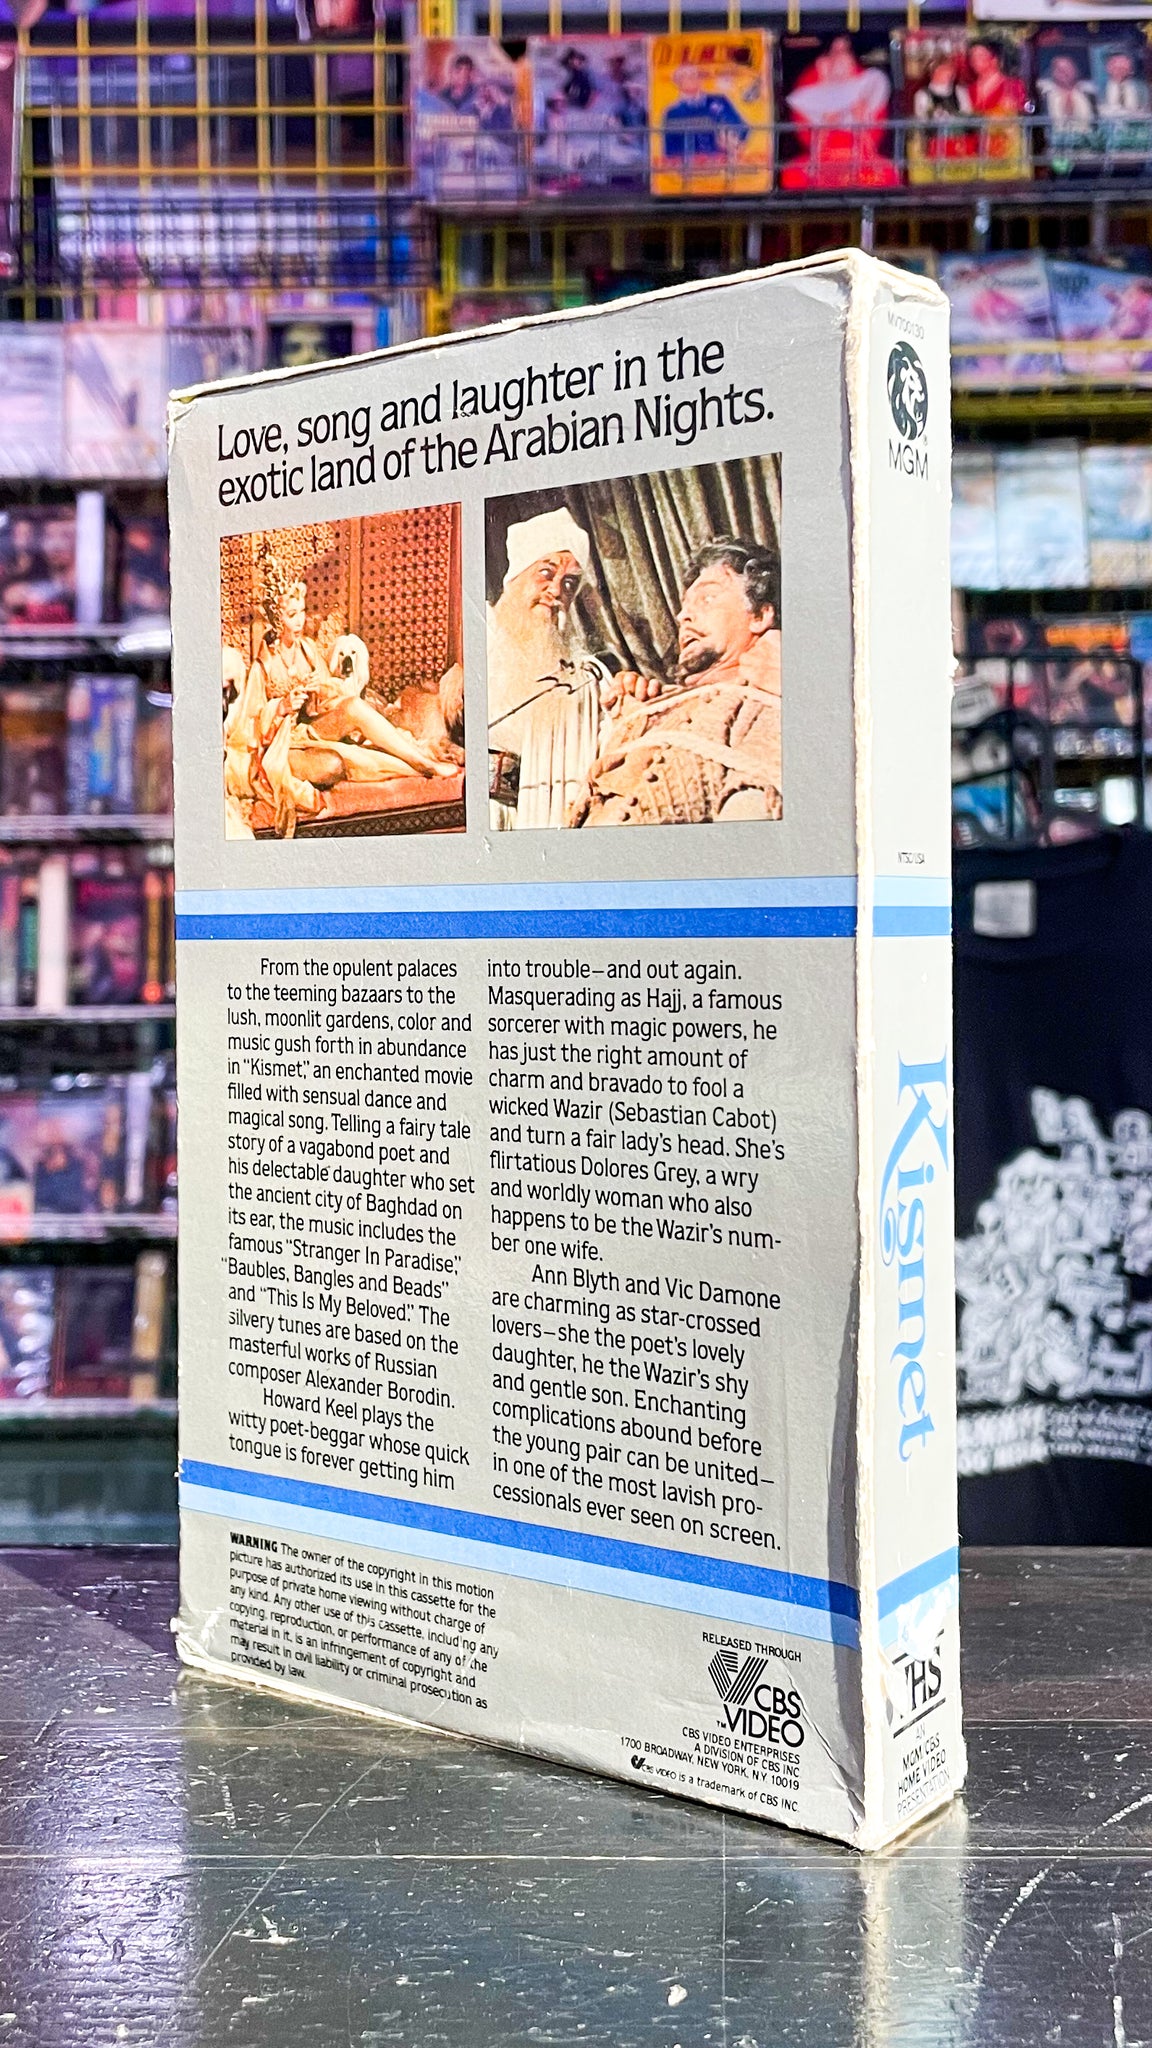 Love, song and laughter in the
exotic land of the Arabian Nights.
From the opulent palaces
to the teeming bazaars to the
lush, moonlit gardens, color and
music gush forth in abundance
in "Kismet," an enchanted movie
filled with sensual dance and
magical song. Telling a fairy tale
story of a vagabond poet and
his delectable daughter who set
the ancient city of Baghdad on
its ear, the music includes the
famous "Stranger In Paradise,"
"Baubles, Bangles and Beads"
and "This Is My Beloved." The
silvery tunes are based on the
masterful works of Russian
composer Alexander Borodin.
Howard Keel plays the
witty poet-beggar whose quick
tongue is forever getting him
into trouble—and out again.
Masquerading as Hajj, a famous
sorcerer with magic powers, he
has just the right amount of
charm and bravado to fool a
wicked Wazir (Sebastian Cabot)
and turn a fair lady's head. She's
flirtatious Dolores Grey, a wry
and worldly woman who also
happens to be the Wazir's num-
ber one wife.
Ann Blyth and Vic Damone
are charming as star-crossed
lovers—she the poet's lovely
daughter, he the Wazir's shy
and gentle son. Enchanting
complications abound before
the young pair can be united—
in one of the most lavish pro-
cessionals ever seen on screen.
WARNING The owner of the copyright in this motion
picture has authorized its use in this cassette for the
purpose of private home viewing without charge of
any kind. Any other use of this cassette, including any
copying, reproduction, or performance of any of the
material in it, is an infringement of copyright and
may result in civil liability or criminal prosecution as
provided by law.
RELEASED THROUGH
CBS
VIDEO™
CBS VIDEO ENTERPRISES
A DIVISION OF CBS INC.
1700 BROADWAY, NEW YORK, N.Y. 10019
CBS VIDEO is a trademark of CBS INC.
MV700130
MGM
NTSC USA
Kismet
VHS
AN
MGM/CBS
HOME VIDEO
PRESENTATION